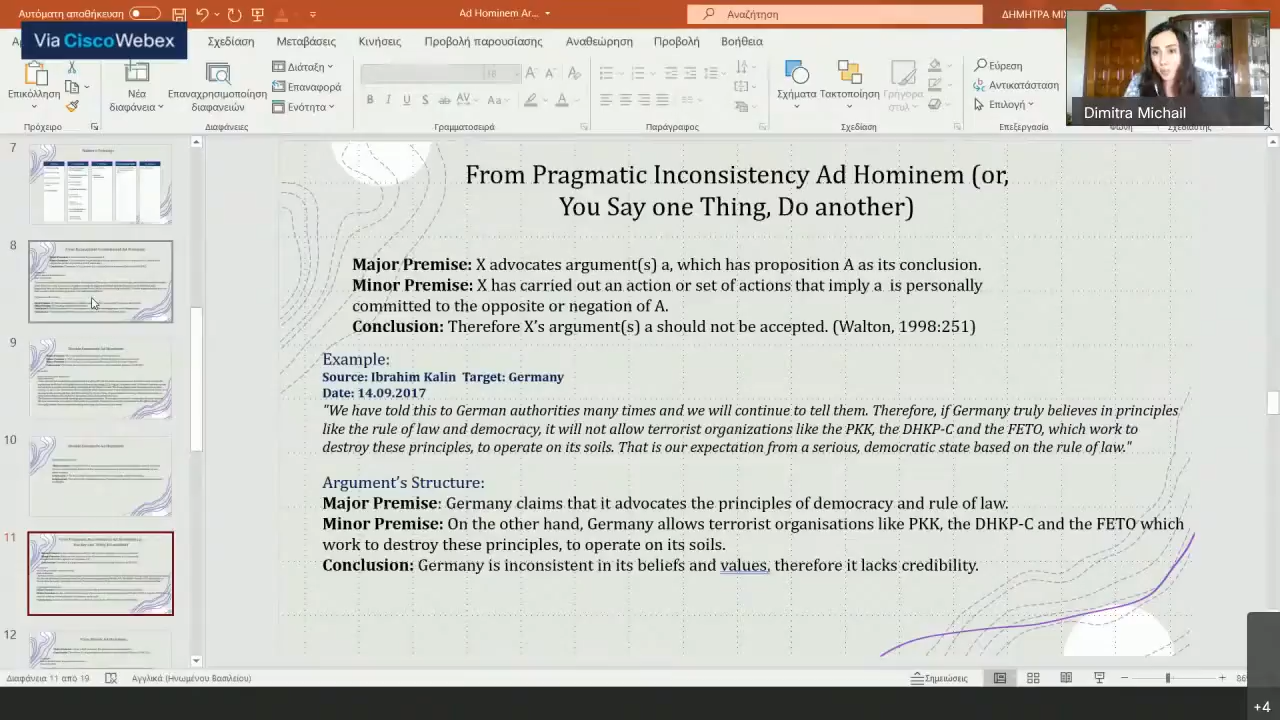 Αυτόματη αποθήκευση
Ad Hominem Ar...
Αναζήτηση
Via Cisco Webex
Σχεδίαση
Μεταβάσεις
Κινήσεις
Προβολή παρουσίασης
Αναθεώρηση
Προβολή
Βοήθεια
Επικόλληση
Νέα
διαφάνεια
Επαναχρησιμοποίηση
διαφανειών
Διάταξη
Επαναφορά
Ενότητα
Σχήματα
Τακτοποίηση
Γρήγορα
στυλ
Εύρεση
Αντικατάσταση
Επιλογή
Πρόχειρο
Διαφάνειες
Γραμματοσειρά
Παράγραφος
Σχεδίαση
Επεξεργασία
Dimitra Michail
7
8
9
10
11
12
From Pragmatic Inconsistency Ad Hominem (or,
You Say one Thing, Do another)
Major Premise: X advocates argument(s) a, which has proposition A as its conclusion.
Minor Premise: X has carried out an action or set of actions that imply a is personally
committed to the opposite or negation of A.
Conclusion: Therefore X's argument(s) a should not be accepted. (Walton, 1998:251)
Example:
Source: Ibrahim Kalin Target: Germany
Date: 14.09.2017
"We have told this to German authorities many times and we will continue to tell them. Therefore, if Germany truly believes in principles
like the rule of law and democracy, it will not allow terrorist organizations like the PKK, the DHKP-C and the FETO, which work to
destroy these principles, to operate on its soils. That is our expectation from a serious, democratic state based on the rule of law."
Argument's Structure:
Major Premise: Germany claims that it advocates the principles of democracy and rule of law.
Minor Premise: On the other hand, Germany allows terrorist organisations like PKK, the DHKP-C and the FETO which
work to destroy these principles, to operate on its soils.
Conclusion: Germany is inconsistent in its beliefs and values, therefore it lacks credibility.
Διαφάνεια 11 από 19
Αγγλικά (Ηνωμένου Βασιλείου)
Σημειώσεις
+4